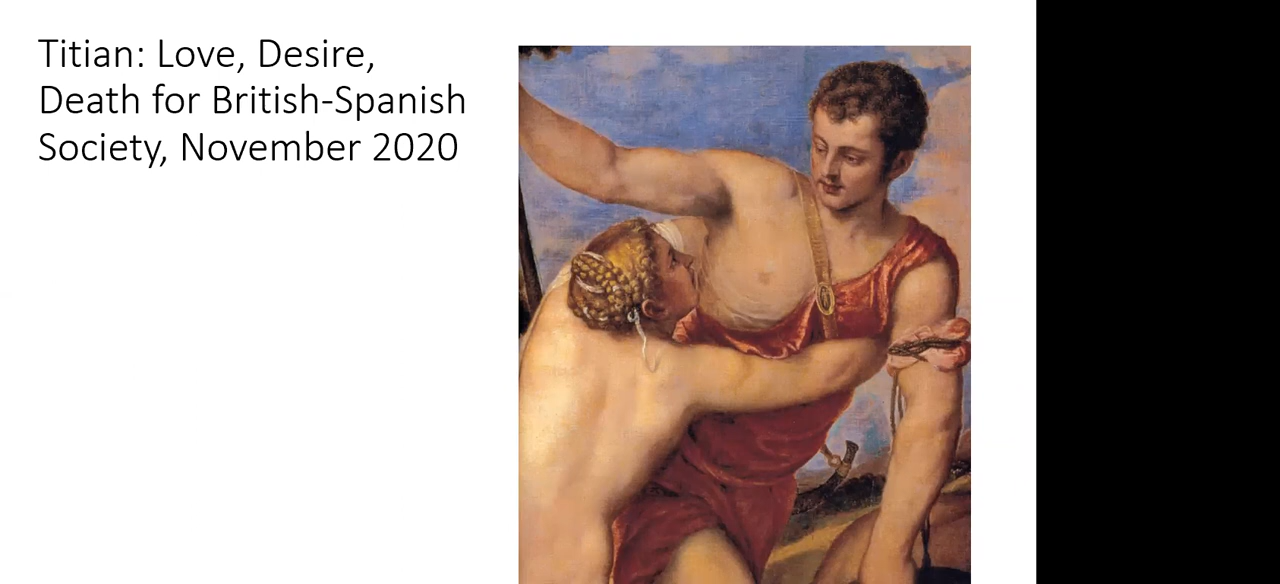 Titian: Love, Desire,
Death for British-Spanish
Society, November 2020